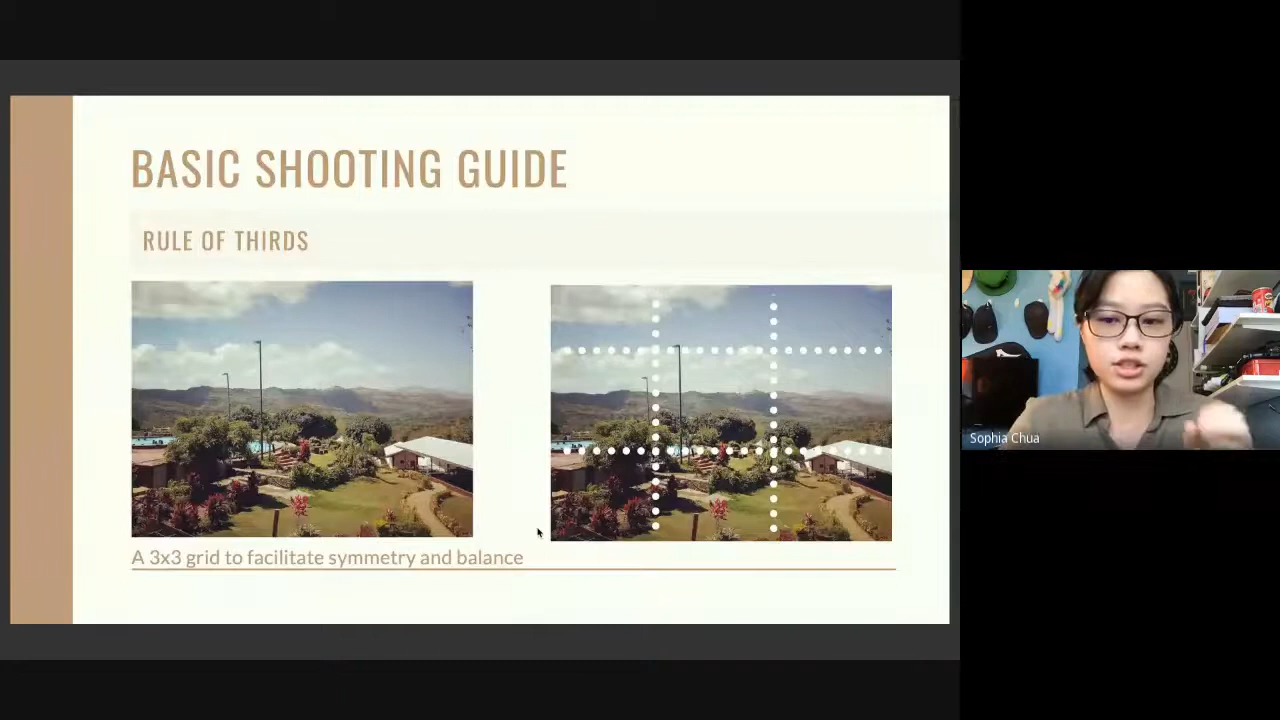 BASIC SHOOTING GUIDE
RULE OF THIRDS
A 3x3 grid to facilitate symmetry and balance
Sophia Chua